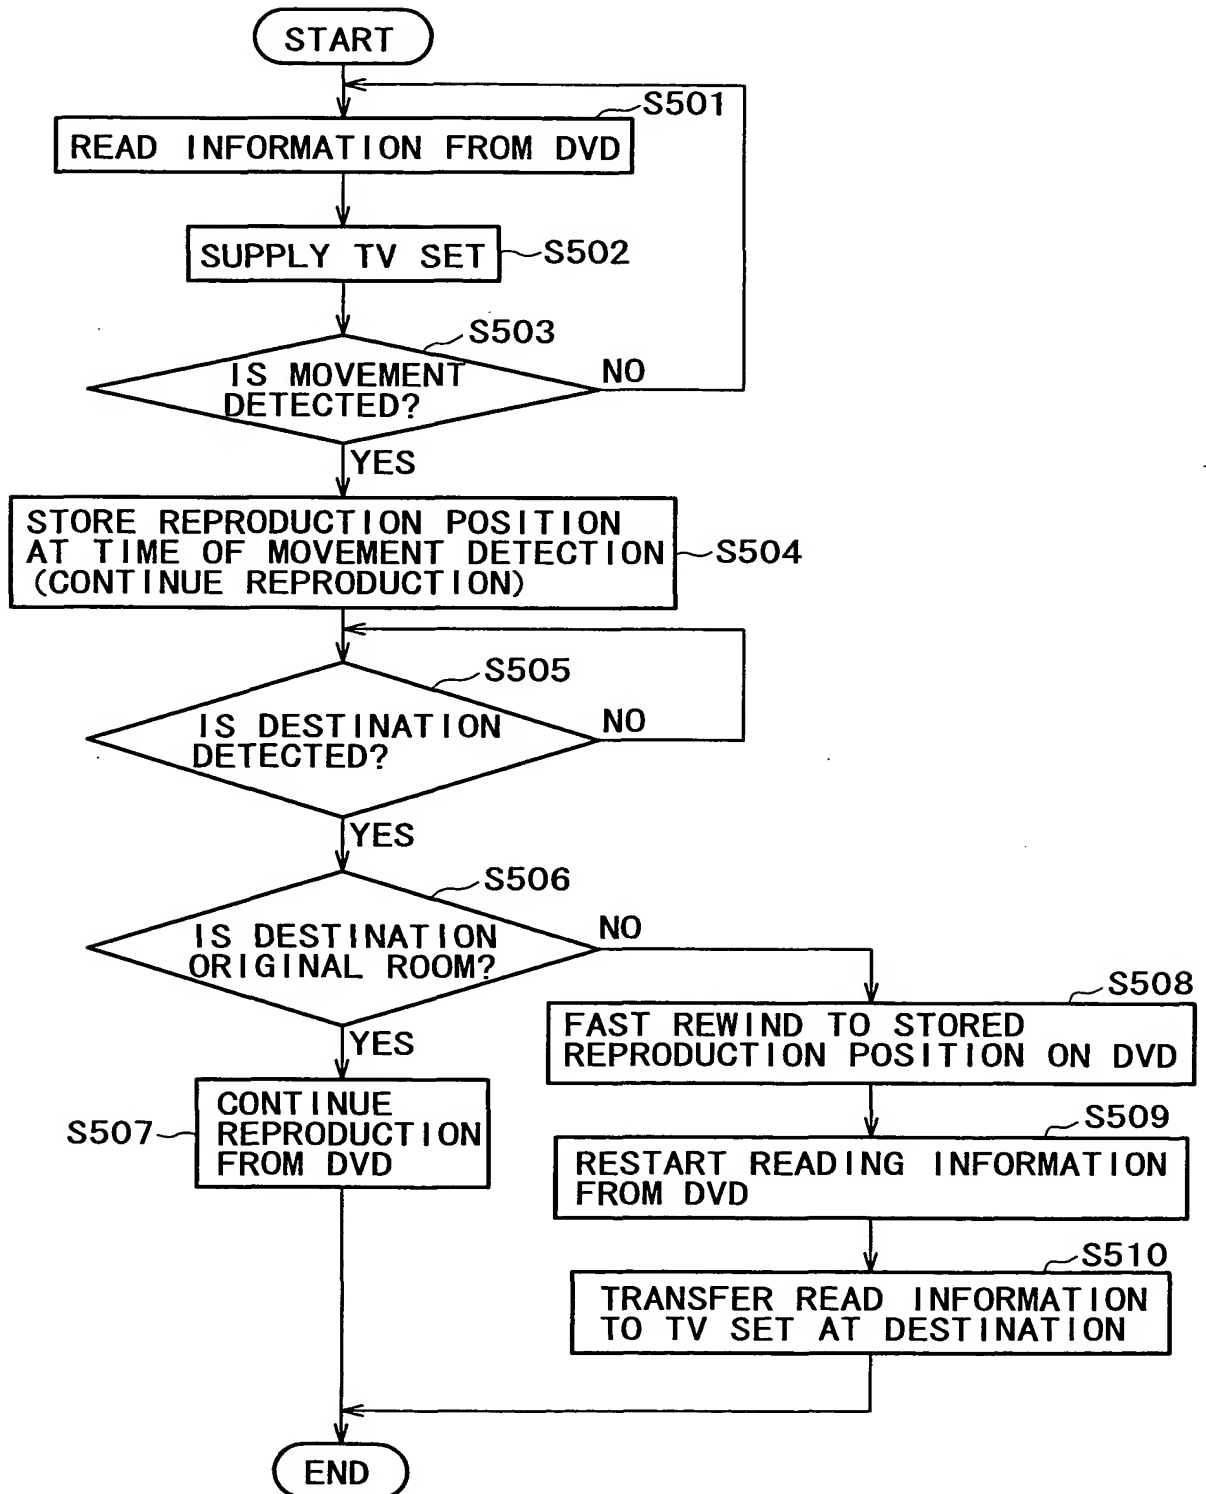 START
S501
READ INFORMATION FROM DVD
SUPPLY TV SET
S502
S503
IS MOVEMENT
DETECTED?
NO
YES
STORE REPRODUCTION POSITION
AT TIME OF MOVEMENT DETECTION
(CONTINUE REPRODUCTION)
S504
S505
IS DESTINATION
DETECTED?
NO
YES
S506
IS DESTINATION
ORIGINAL ROOM?
NO
YES
S508
FAST REWIND TO STORED
REPRODUCTION POSITION ON DVD
S507
CONTINUE
REPRODUCTION
FROM DVD
S509
RESTART READING INFORMATION
FROM DVD
S510
TRANSFER READ INFORMATION
TO TV SET AT DESTINATION
END